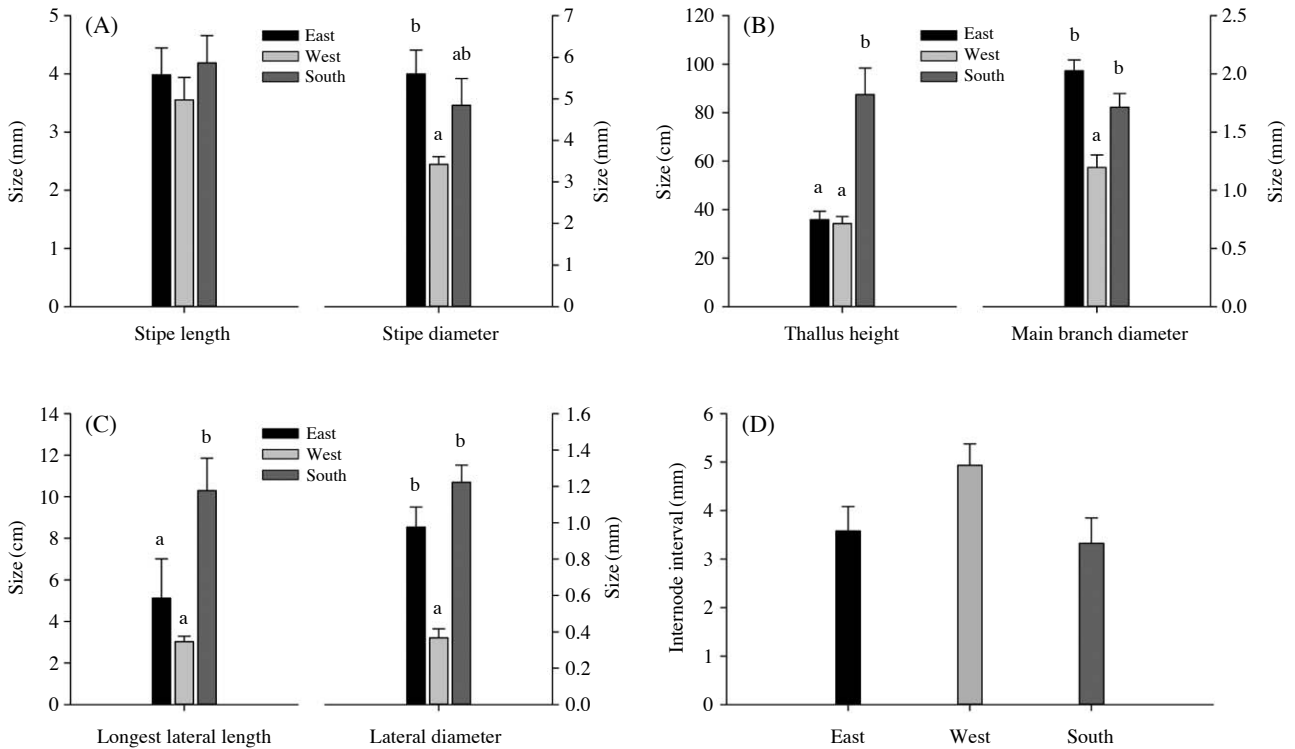 (A)
5
4
3
2
1
0
Size (mm)
East
West
South
b
a
ab
7
6
5
4
3
2
1
0
Size (mm)
Stipe length
Stipe diameter
(B)
120
100
80
60
40
20
0
Size (cm)
East
West
South
a
a
b
b
a
b
2.5
2.0
1.5
1.0
0.5
0.0
Size (mm)
Thallus height
Main branch diameter
(C)
14
12
10
8
6
4
2
0
Size (cm)
East
West
South
a
a
b
b
a
b
1.6
1.4
1.2
1.0
0.8
0.6
0.4
0.2
0.0
Size (mm)
Longest lateral length
Lateral diameter
(D)
6
5
4
3
2
1
0
Internode interval (mm)
East
West
South